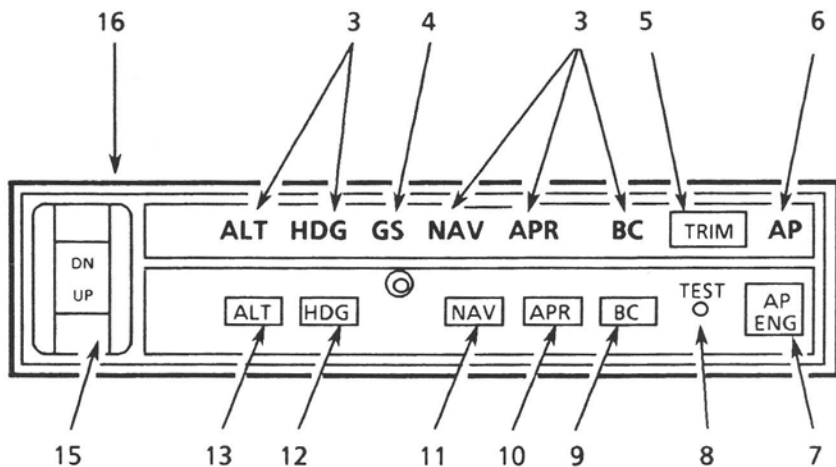 16 3 4 3 5 6
ALT HDG GS NAV APR BC TRIM AP
DN
UP
TEST
ALT HDG NAV APR BC AP
ENG
15 13 12 11 10 9 8 7